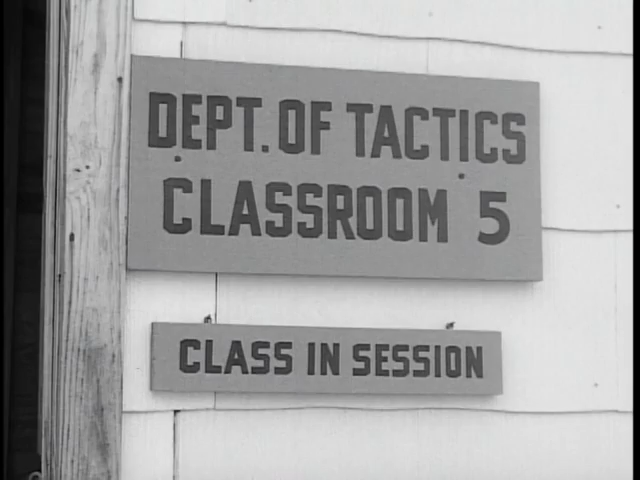 DEPT. OF TACTICS
CLASSROOM 5
CLASS IN SESSION